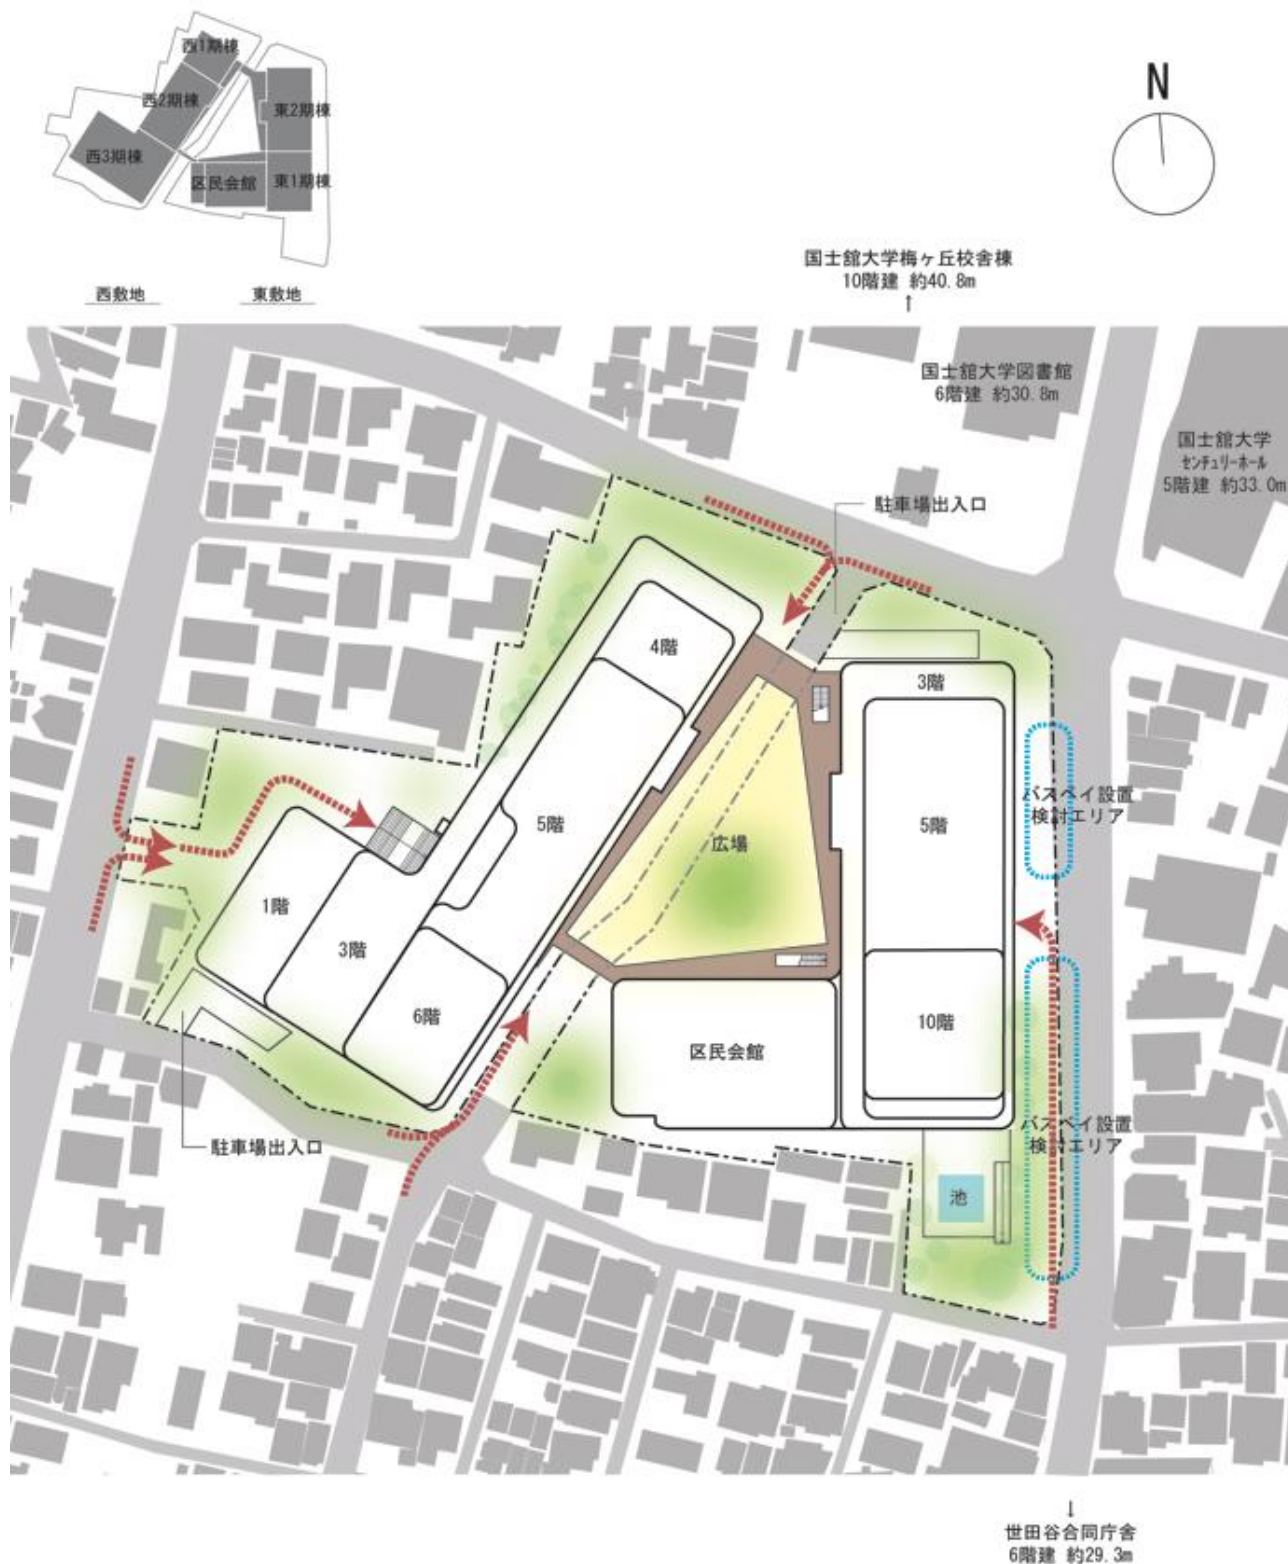 西1期棟
西2期棟
東2期棟
西3期棟
区民会館
東1期棟
西敷地
東敷地
N
国士舘大学梅ヶ丘校舎棟
10階建 約40.8m
↑
国士舘大学図書館
6階建 約30.8m
国士舘大学
センチュリーホール
5階建 約33.0m
駐車場出入口
4階
3階
バスベイ設置
検討エリア
5階
5階
広場
1階
3階
6階
10階
区民会館
バスベイ設置
検討エリア
駐車場出入口
池
↓
世田谷合同庁舎
6階建 約29.3m